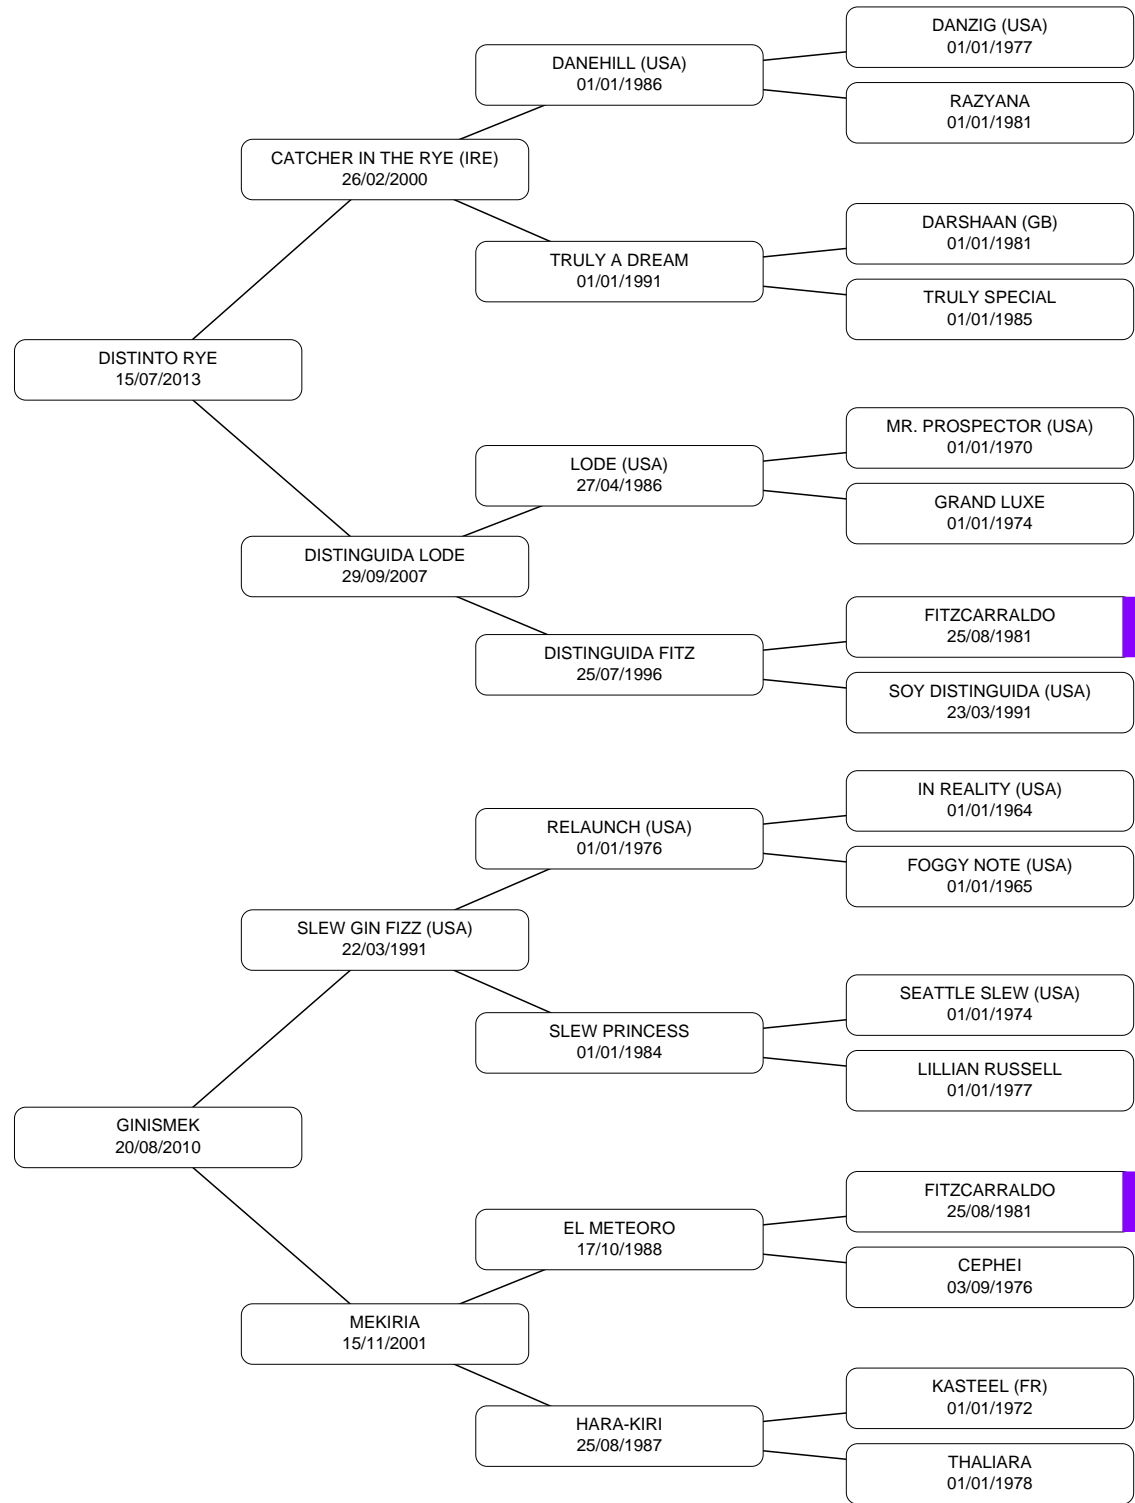 DANZIG (USA)
01/01/1977
DANEHILL (USA)
01/01/1986
RAZYANA
01/01/1981
CATCHER IN THE RYE (IRE)
26/02/2000
DARSHAAN (GB)
01/01/1981
TRULY A DREAM
01/01/1991
TRULY SPECIAL
01/01/1985
DISTINTO RYE
15/07/2013
MR. PROSPECTOR (USA)
01/01/1970
LODE (USA)
27/04/1986
GRAND LUXE
01/01/1974
DISTINGUIDA LODE
29/09/2007
FITZCARRALDO
25/08/1981
DISTINGUIDA FITZ
25/07/1996
SOY DISTINGUIDA (USA)
23/03/1991
IN REALITY (USA)
01/01/1964
RELAUNCH (USA)
01/01/1976
FOGGY NOTE (USA)
01/01/1965
SLEW GIN FIZZ (USA)
22/03/1991
SEATTLE SLEW (USA)
01/01/1974
SLEW PRINCESS
01/01/1984
LILLIAN RUSSELL
01/01/1977
GINISMEK
20/08/2010
FITZCARRALDO
25/08/1981
EL METEORO
17/10/1988
CEPHEI
03/09/1976
MEKIRIA
15/11/2001
KASTEEL (FR)
01/01/1972
HARA-KIRI
25/08/1987
THALIARA
01/01/1978